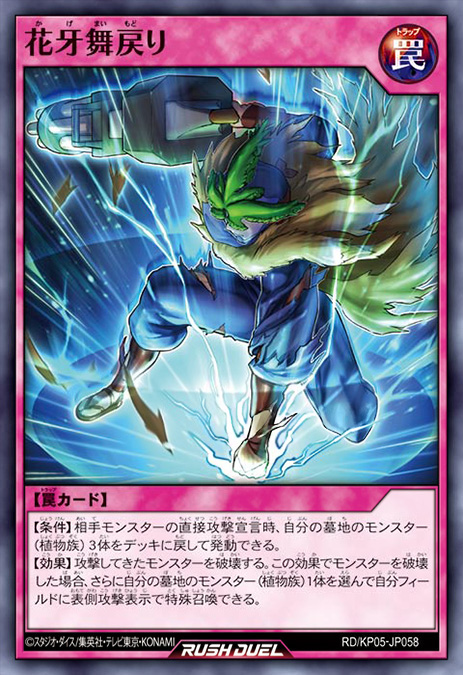 花牙舞戻り
トラップ
罠
【罠カード】
【条件】相手モンスターの直接攻撃宣言時、自分の墓地のモンスター
(植物族)3体をデッキに戻して発動できる。
【効果】攻撃してきたモンスターを破壊する。この効果でモンスターを破壊
した場合、さらに自分の墓地のモンスター(植物族)1体を選んで自分フィー
ルドに表側攻撃表示で特殊召喚できる。
©スタジオ・ダイス/集英社・テレビ東京・KONAMI
RUSH DUEL
RD/KP05-JP058